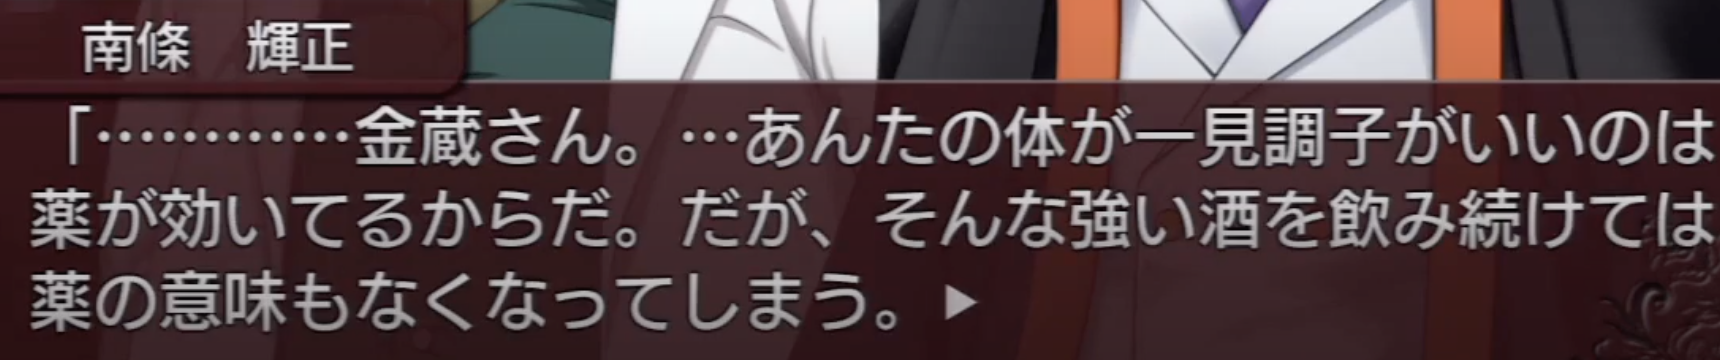 南條　輝正
「…………金蔵さん。…あんたの体が一見調子がいいのは
薬が効いてるからだ。だが、そんな強い酒を飲み続けては
薬の意味もなくなってしまう。▶